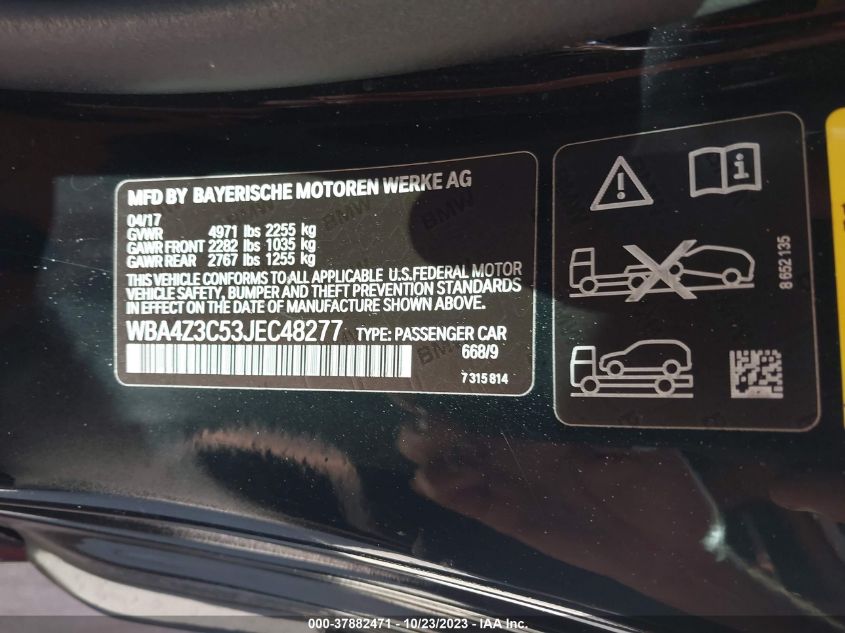 MFD BY BAYERISCHE MOTOREN WERKE AG
04/17
GVWR 4971 lbs 2255 kg
GAWR FRONT 2282 lbs 1035 kg
GAWR REAR 2767 lbs 1255 kg
THIS VEHICLE CONFORMS TO ALL APPLICABLE U.S.FEDERAL MOTOR
VEHICLE SAFETY, BUMPER AND THEFT PREVENTION STANDARDS
IN EFFECT ON THE DATE OF MANUFACTURE SHOWN ABOVE.
WBA4Z3C53JEC48277 TYPE: PASSENGER CAR
668/9
7 315 814
8 652 135
000-37882471 - 10/23/2023 - IAA Inc.